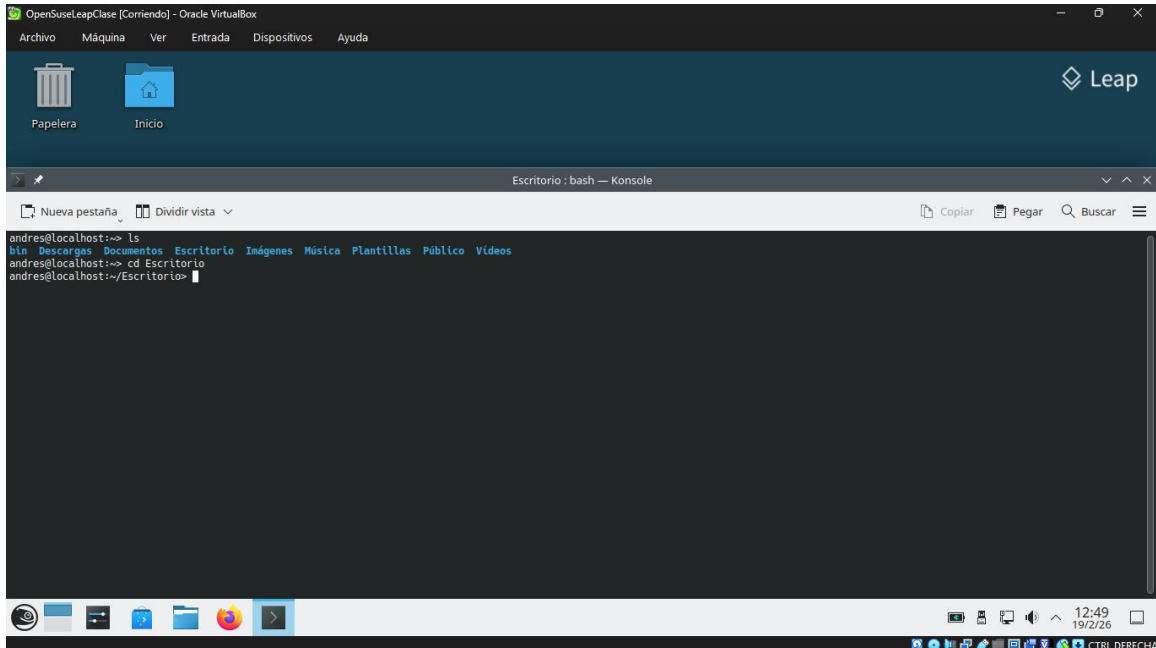 OpenSuseLeapClase [Corriendo] - Oracle VirtualBox
Archivo Máquina Ver Entrada Dispositivos Ayuda
Leap
Papelera Inicio
Escritorio : bash — Konsole
Nueva pestaña Dividir vista Copiar Pegar Buscar
andres@localhost:~> ls
bin Descargas Documentos Escritorio Imágenes Música Plantillas Público Vídeos
andres@localhost:~> cd Escritorio
andres@localhost:~/Escritorio>
12:49
19/2/26
CTRL DERECHA